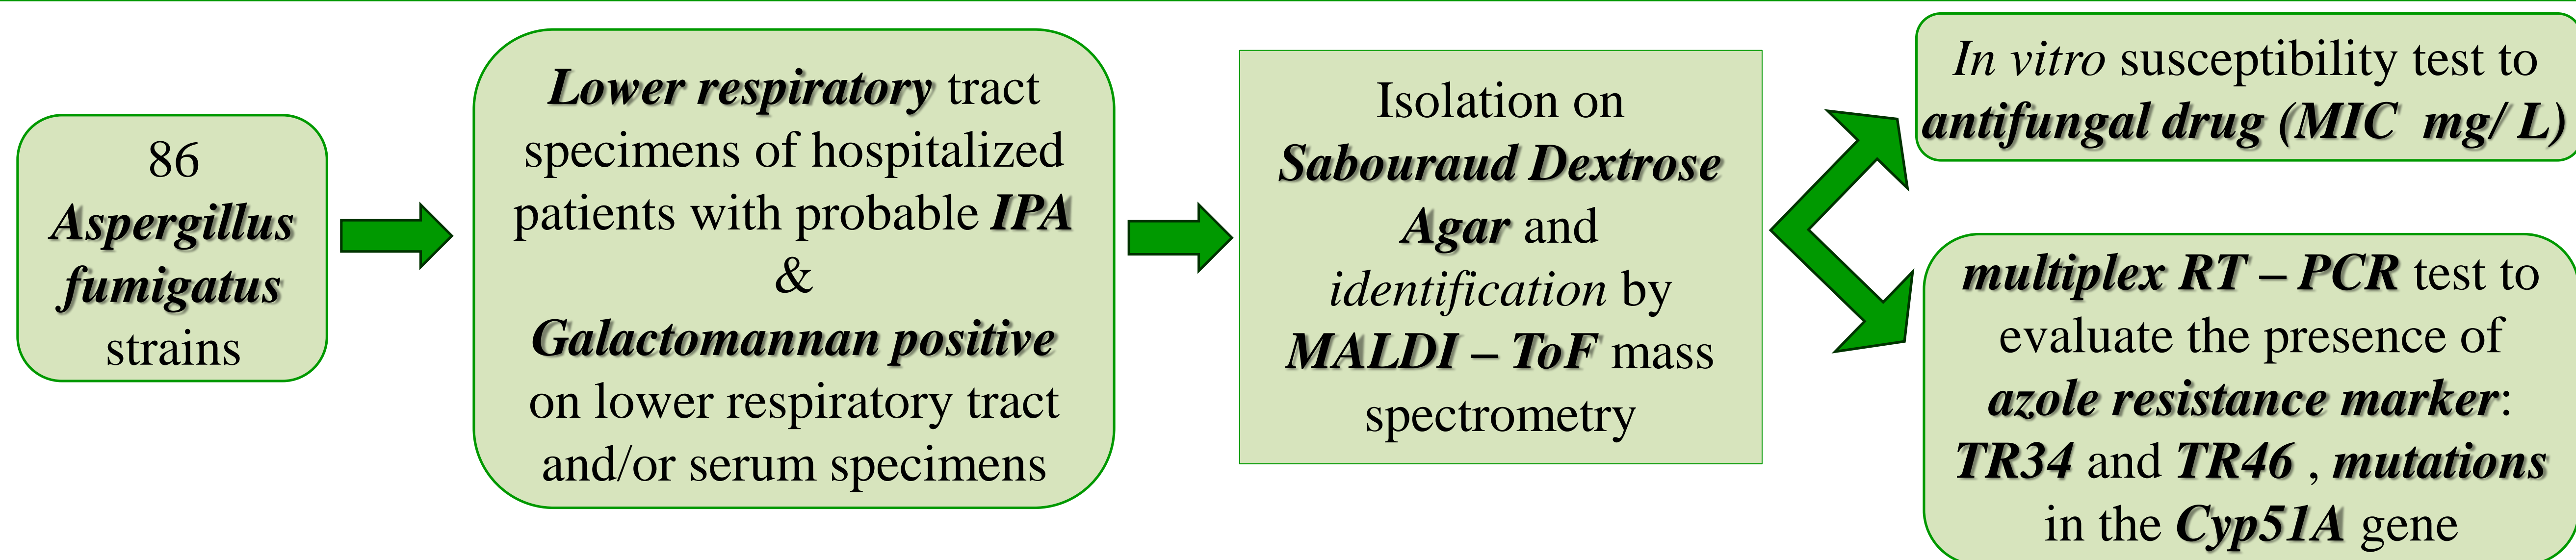 86
Aspergillus
fumigatus
strains
Lower respiratory tract
specimens of hospitalized
patients with probable IPA
&
Galactomannan positive
on lower respiratory tract
and/or serum specimens
Isolation on
Sabouraud Dextrose
Agar and
identification by
MALDI – ToF mass
spectrometry
In vitro susceptibility test to
antifungal drug (MIC mg/ L)
multiplex RT – PCR test to
evaluate the presence of
azole resistance marker:
TR34 and TR46 , mutations
in the Cyp51A gene